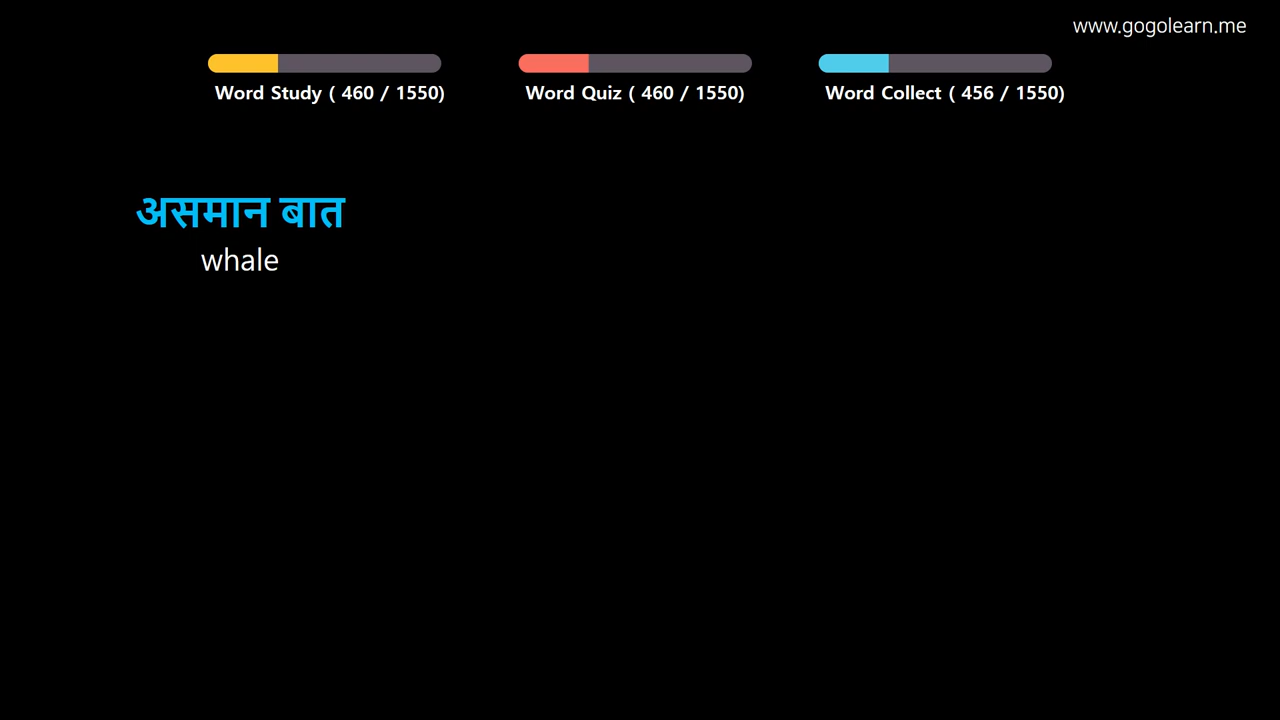 www.gogolearn.me
Word Study ( 460 / 1550)
Word Quiz ( 460 / 1550)
Word Collect ( 456 / 1550)
असमान बात
whale